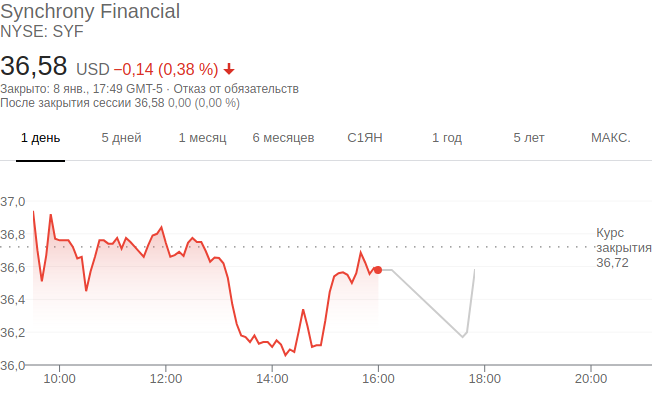 Synchrony Financial
NYSE: SYF
36,58 USD −0,14 (0,38 %)
Закрыто: 8 янв., 17:49 GMT-5 · Отказ от обязательств
После закрытия сессии 36,58 0,00 (0,00 %)
1 день 5 дней 1 месяц 6 месяцев С1ЯН 1 год 5 лет МАКС.
37,0
36,8
36,6
36,4
36,2
36,0
Курс
закрытия
36,72
10:00 12:00 14:00 16:00 18:00 20:00